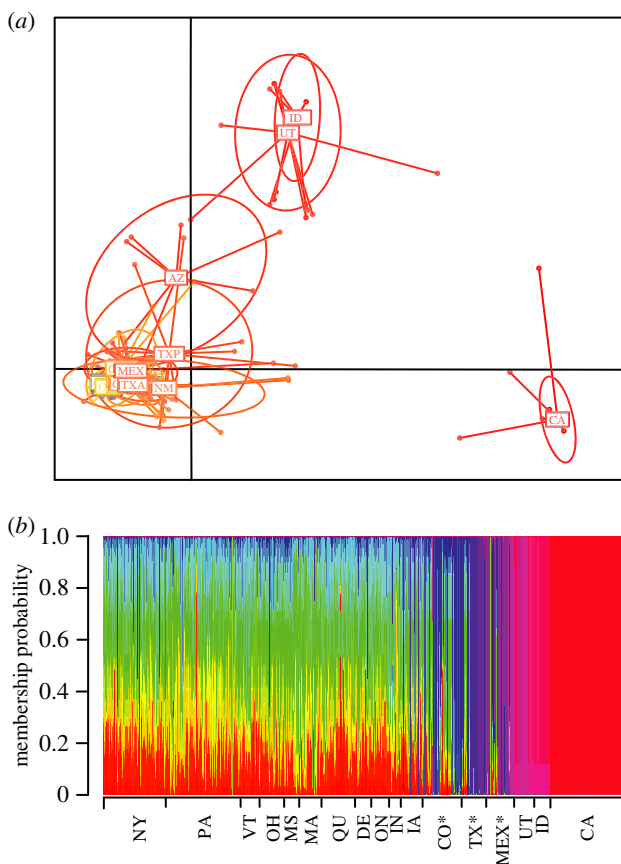 (a)
ID
UT
AZ
TXP
MEX
TXA
NM
CA
(b)
1.0
0.8
0.6
0.4
0.2
0
membership probability
NY
PA
VT
OH
MS
MA
QU
DE
ON
IN
IA
CO*
TX*
MEX*
UT
ID
CA